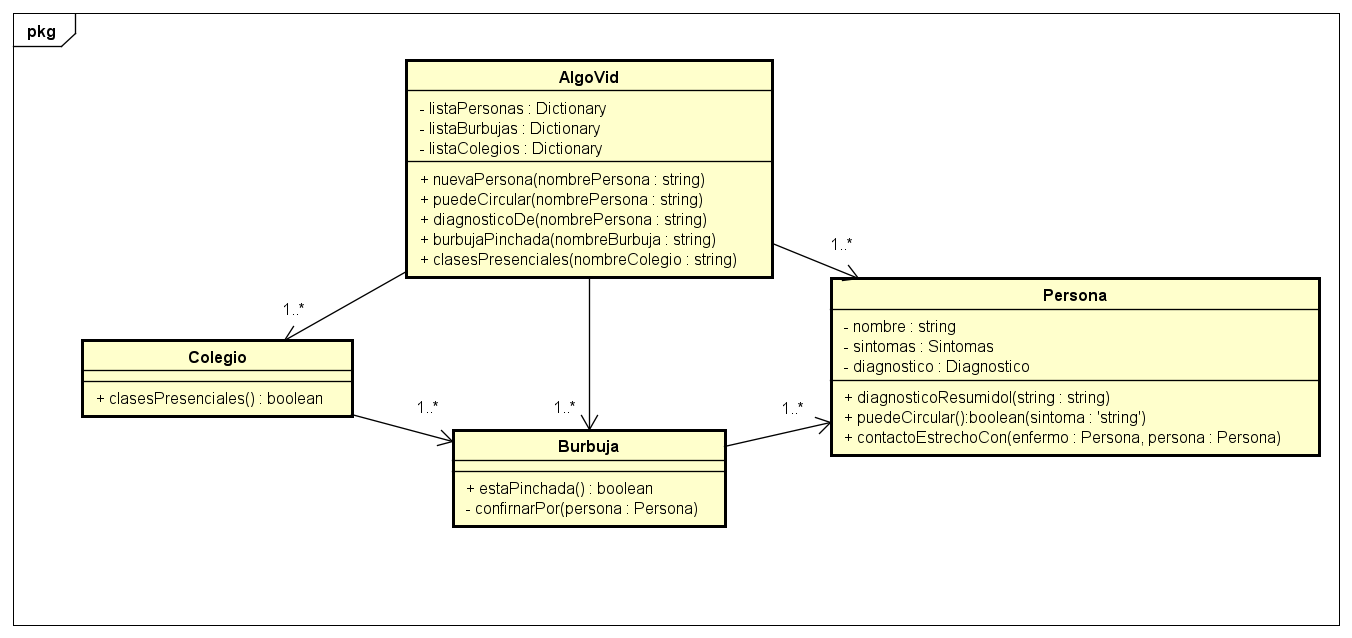 pkg
AlgoVid
- listaPersonas : Dictionary
- listaBurbujas : Dictionary
- listaColegios : Dictionary
+ nuevaPersona(nombrePersona : string)
+ puedeCircular(nombrePersona : string)
+ diagnosticoDe(nombrePersona : string)
+ burbujaPinchada(nombreBurbuja : string)
+ clasesPresenciales(nombreColegio : string)
1..*
1..*
Persona
- nombre : string
- sintomas : Sintomas
- diagnostico : Diagnostico
+ diagnosticoResumidol(string : string)
+ puedeCircular():boolean(sintoma : 'string')
+ contactoEstrechoCon(enfermo : Persona, persona : Persona)
Colegio
+ clasesPresenciales() : boolean
1..*
1..*
1..*
Burbuja
+ estaPinchada() : boolean
- confirnarPor(persona : Persona)